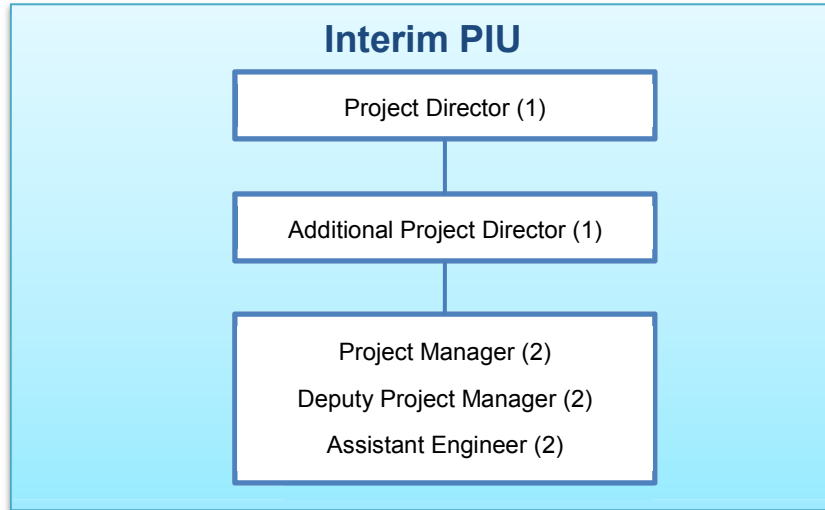 Interim PIU
Project Director (1)
Additional Project Director (1)
Project Manager (2)
Deputy Project Manager (2)
Assistant Engineer (2)